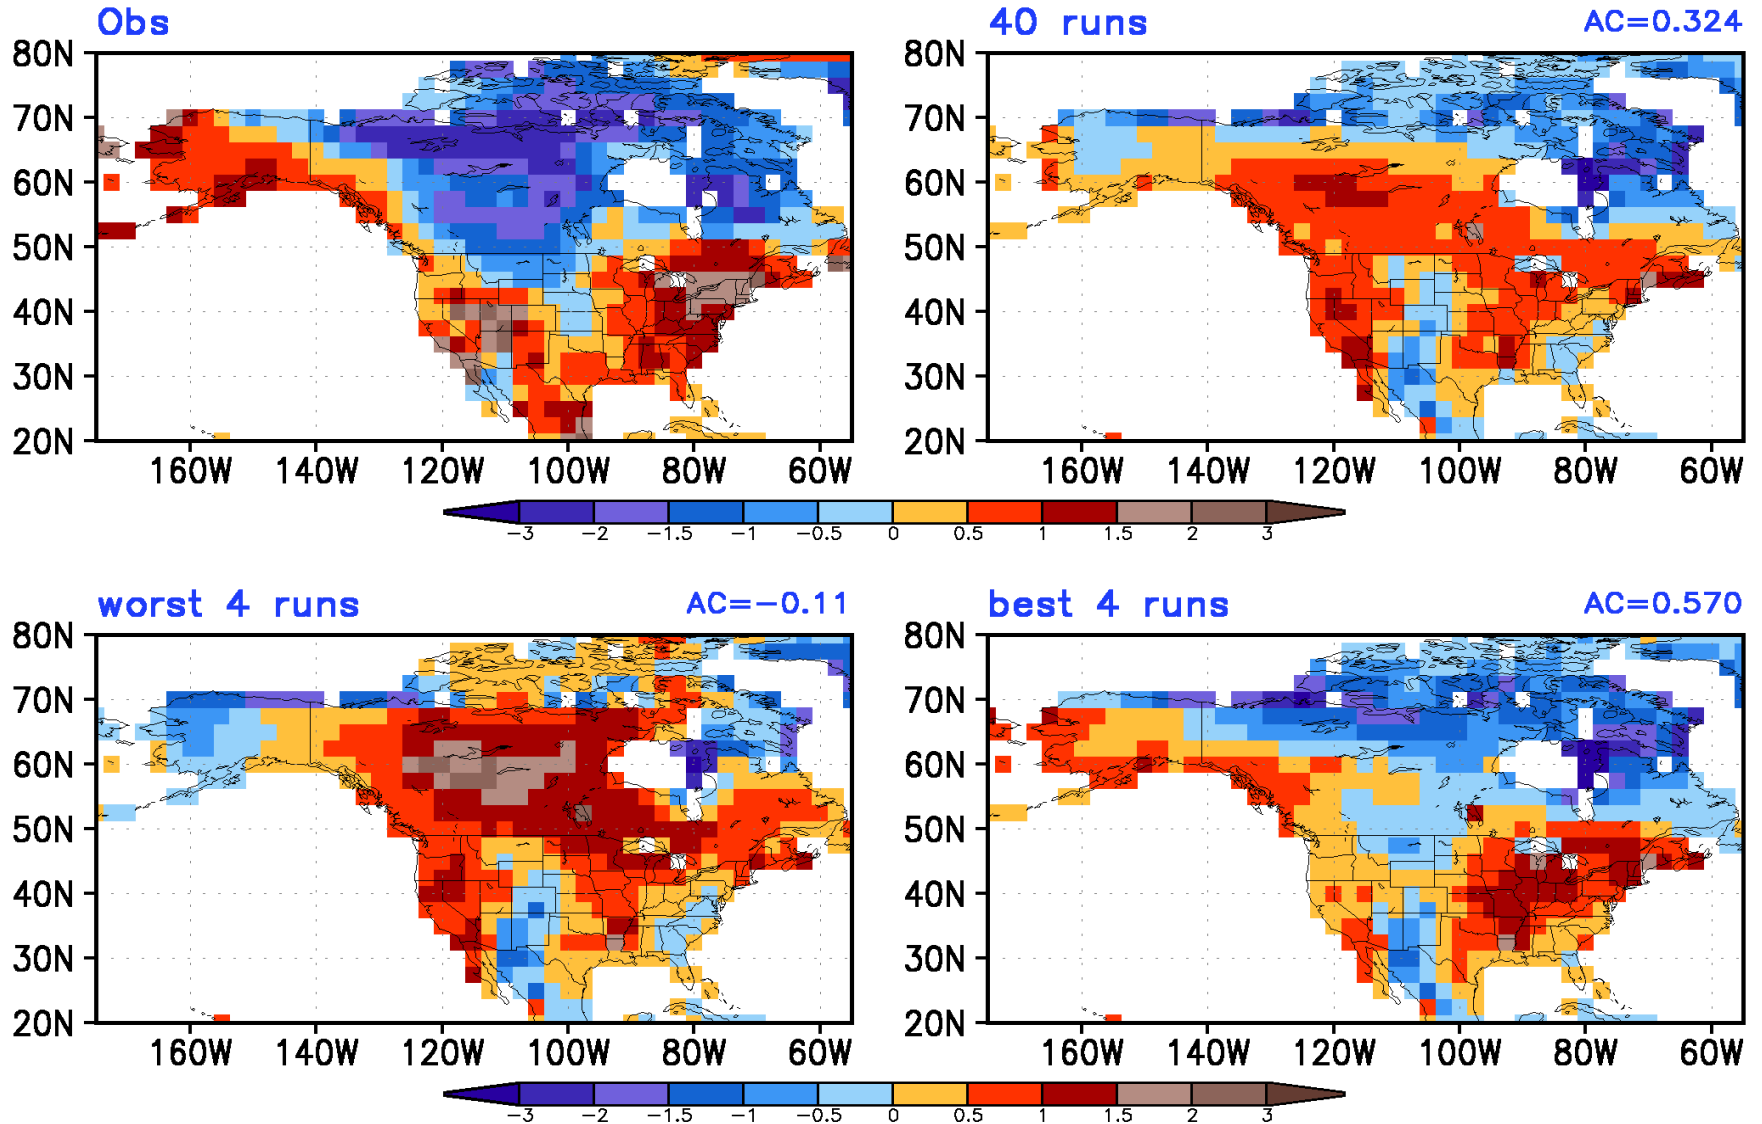 Obs
40 runs AC=0.324
80N 80N
70N 70N
60N 60N
50N 50N
40N 40N
30N 30N
20N 20N
160W 140W 120W 100W 80W 60W 160W 140W 120W 100W 80W 60W
−3 −2 −1.5 −1 −0.5 0 0.5 1 1.5 2 3
worst 4 runs AC=−0.11
best 4 runs AC=0.570
80N 80N
70N 70N
60N 60N
50N 50N
40N 40N
30N 30N
20N 20N
160W 140W 120W 100W 80W 60W 160W 140W 120W 100W 80W 60W
−3 −2 −1.5 −1 −0.5 0 0.5 1 1.5 2 3